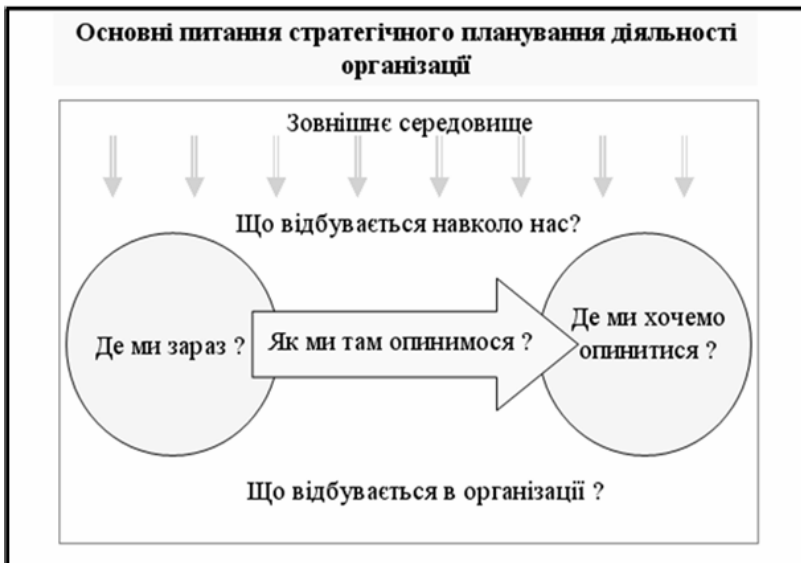 Основні питання стратегічного планування діяльності
організації
Зовнішнє середовище
Що відбувається навколо нас?
Де ми зараз ?
Як ми там опинимося ?
Де ми хочемо
опинитися ?
Що відбувається в організації ?